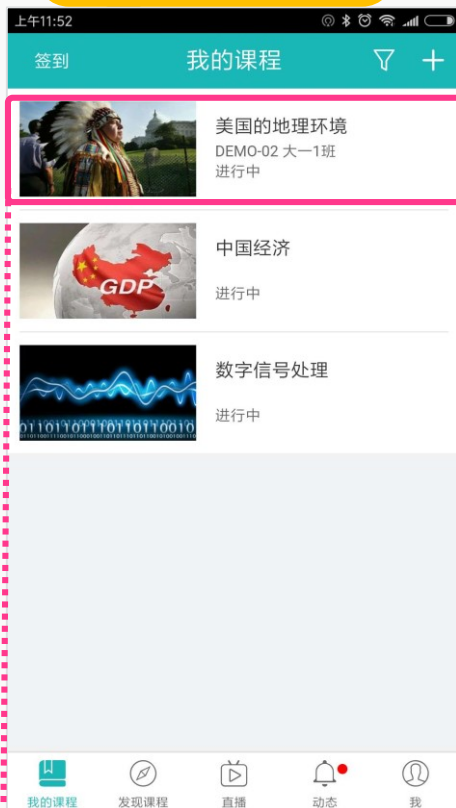 上午11:52
签到 我的课程
美国的地理环境
DEMO-02 大一1班
进行中
GDP
中国经济
进行中
数字信号处理
进行中
我的课程 发现课程 直播 动态 我